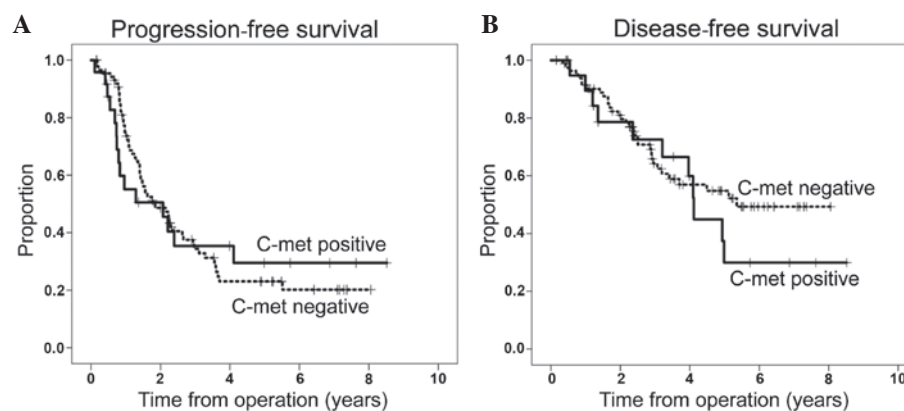 A
Progression-free survival
Proportion
1.0
0.8
0.6
0.4
0.2
0.0
C-met positive
C-met negative
0 2 4 6 8 10
Time from operation (years)
B
Disease-free survival
Proportion
1.0
0.8
0.6
0.4
0.2
0.0
C-met negative
C-met positive
0 2 4 6 8 10
Time from operation (years)